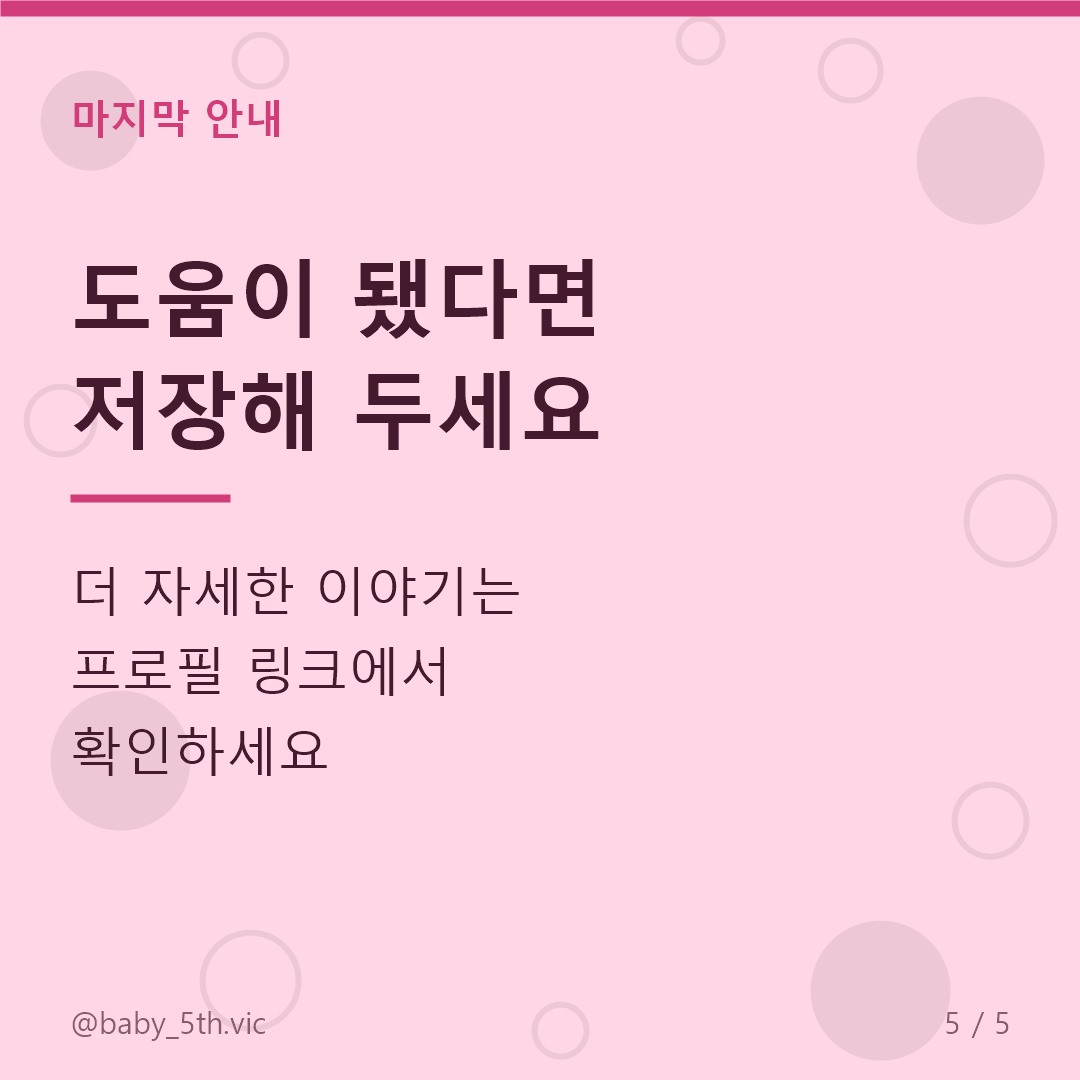 마지막 안내
도움이 됐다면
저장해 두세요
더 자세한 이야기는
프로필 링크에서
확인하세요
@baby_5th.vic
5 / 5